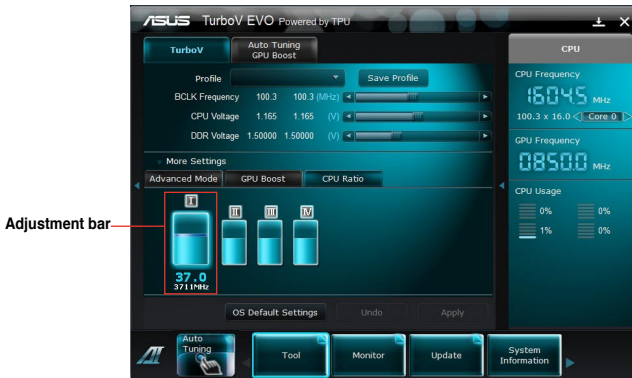 ASUS TurboV EVO Powered by TPU
TurboV
Auto Tuning
GPU Boost
Profile
Save Profile
BCLK Frequency 100.3 100.3 (MHz)
CPU Voltage 1.165 1.165 (V)
DDR Voltage 1.50000 1.50000 (V)
More Settings
Advanced Mode GPU Boost CPU Ratio
I II III IV
37.0
3711MHz
Adjustment bar
OS Default Settings Undo Apply
CPU
CPU Frequency
1604.5 MHz
100.3 x 16.0 Core 0
GPU Frequency
0850.0 MHz
CPU Usage
0% 0%
1% 0%
AI
Auto
Tuning
Tool
Monitor
Update
System
Information